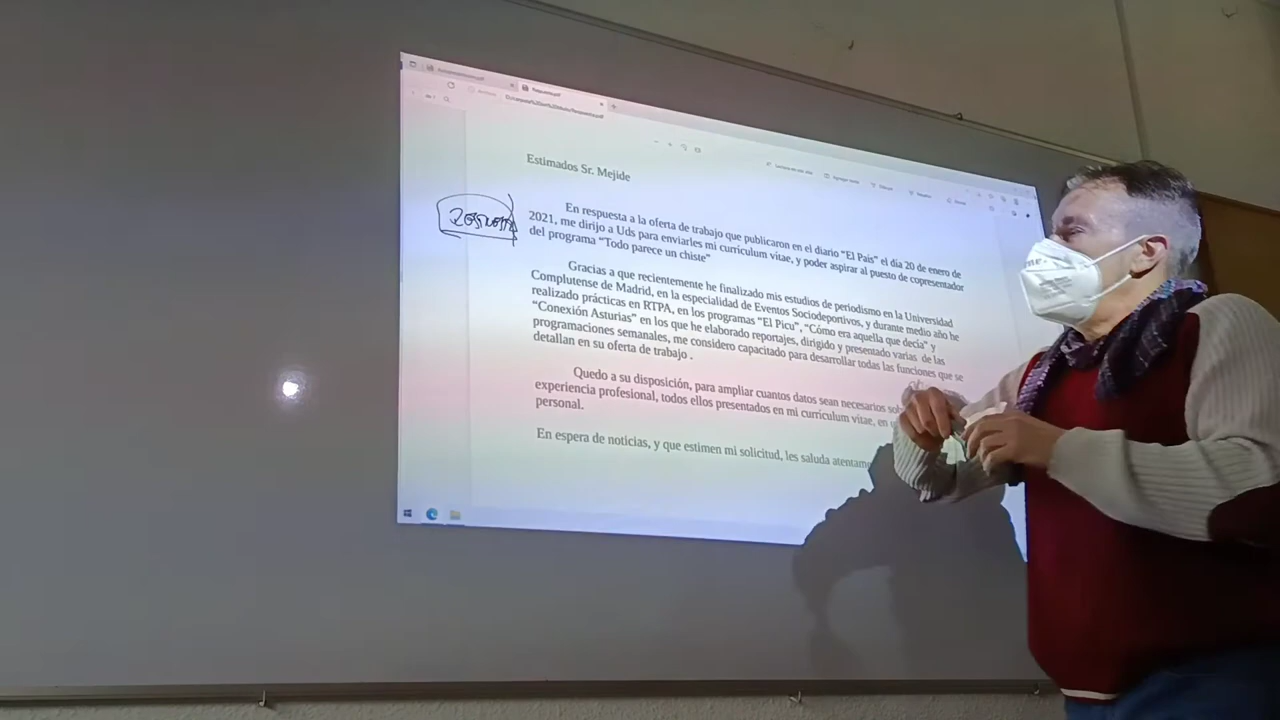 Respuesta.pdf
Estimados Sr. Mejide
RESPUESTA
En respuesta a la oferta de trabajo que publicaron en el diario “El País” el día 20 de enero de
2021, me dirijo a Uds para enviarles mi curriculum vitae, y poder aspirar al puesto de copresentador
del programa “Todo parece un chiste”
Gracias a que recientemente he finalizado mis estudios de periodismo en la Universidad
Complutense de Madrid, en la especialidad de Eventos Sociodeportivos, y durante medio año he
realizado prácticas en RTPA, en los programas “El Picu”, “Cómo era aquella que decía” y
“Conexión Asturias” en los que he elaborado reportajes, dirigido y presentado varias de las
programaciones semanales, me considero capacitado para desarrollar todas las funciones que se
detallan en su oferta de trabajo .
Quedo a su disposición, para ampliar cuantos datos sean necesarios
experiencia profesional, todos ellos presentados en mi curriculum vitae, en
personal.
En espera de noticias, y que estimen mi solicitud, les saluda